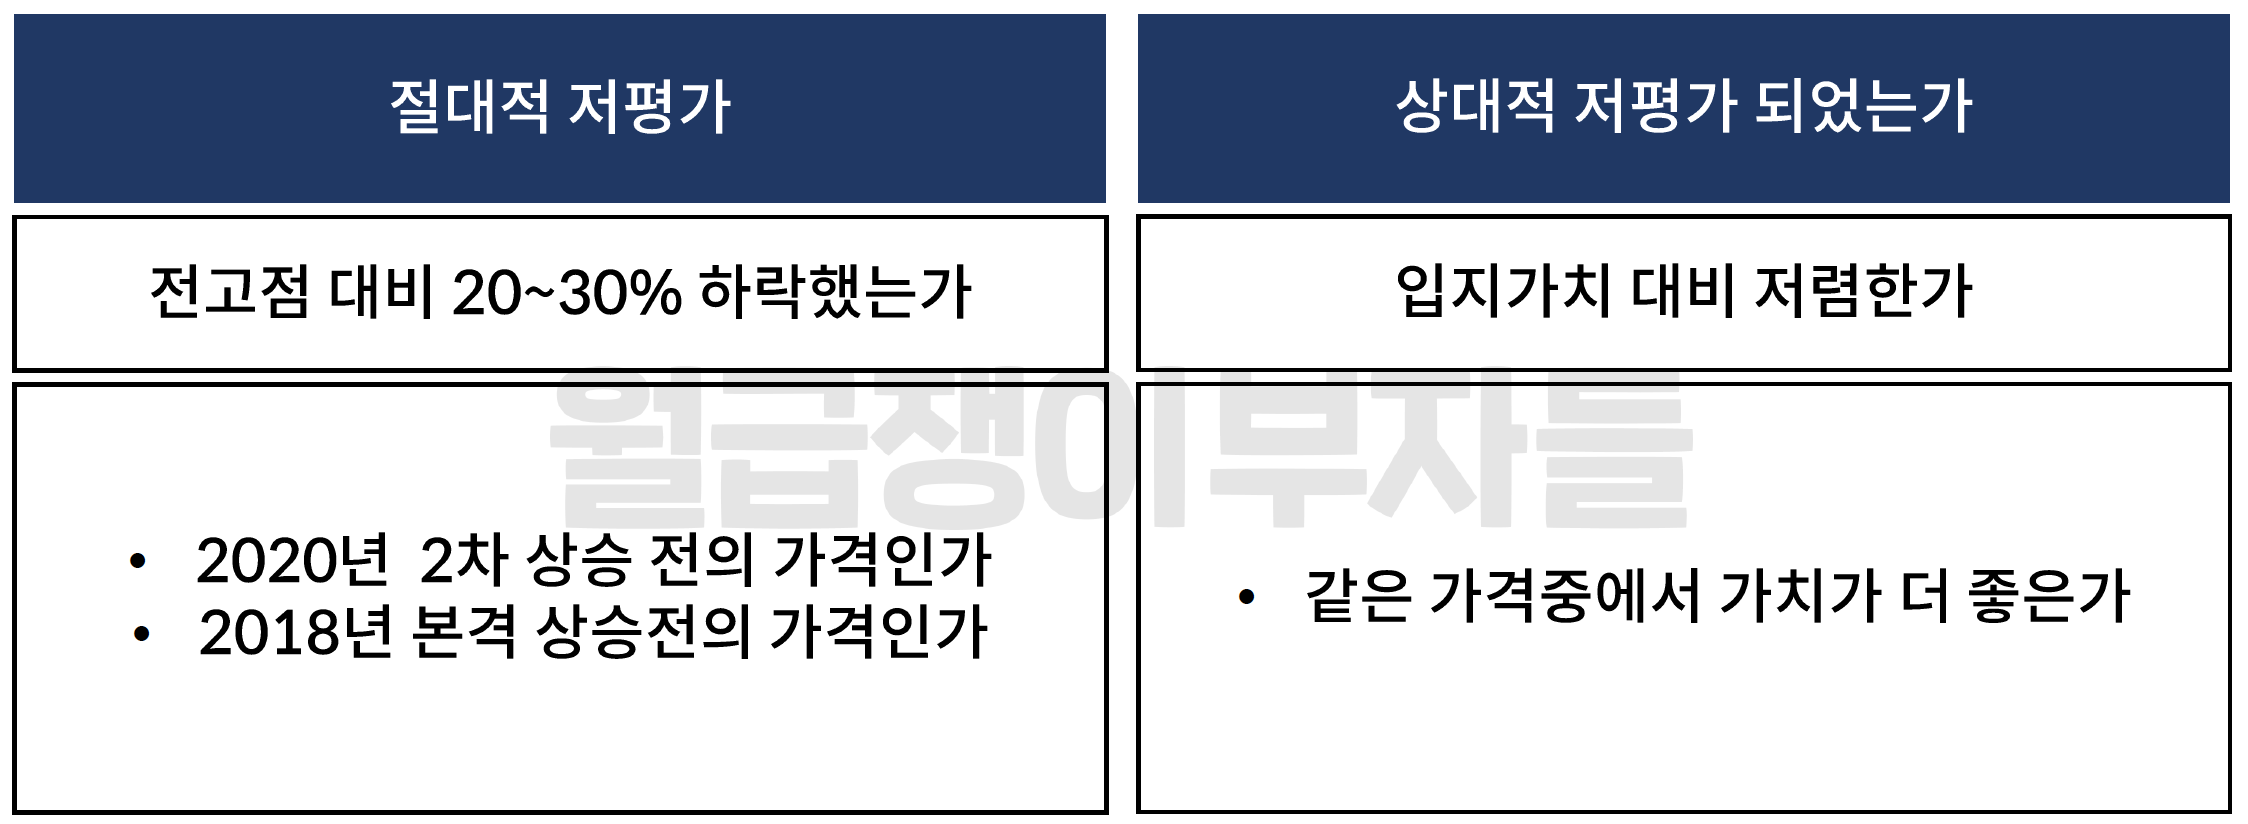 절대적 저평가
상대적 저평가 되었는가
전고점 대비 20~30% 하락했는가
입지가치 대비 저렴한가
월급쟁이부자들
• 2020년 2차 상승 전의 가격인가
• 2018년 본격 상승전의 가격인가
• 같은 가격중에서 가치가 더 좋은가